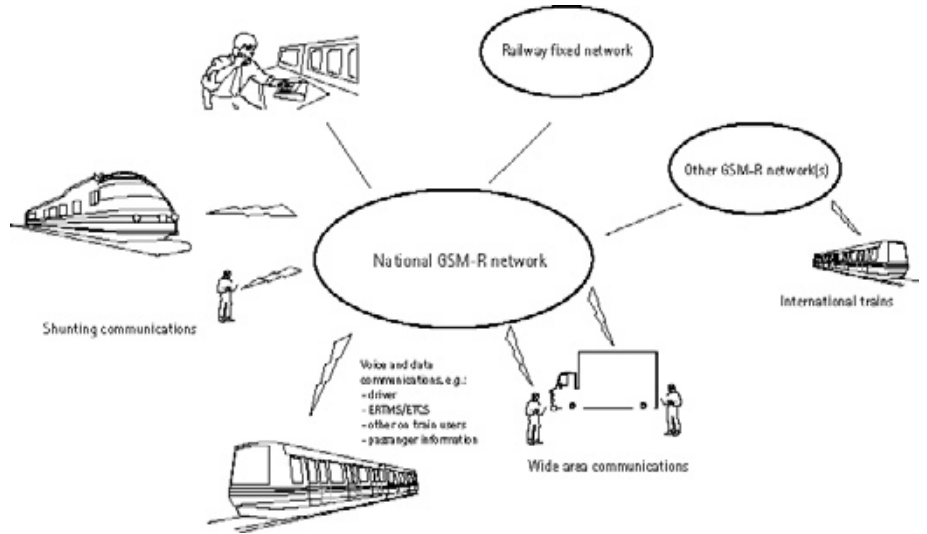 Railway fixed network
Other GSM-R network(s)
National GSM-R network
International trains
Shunting communications
Voice and data
communications, e.g.:
- driver
- ERTMS/ETCS
- other on train users
- passanger information
Wide area communications